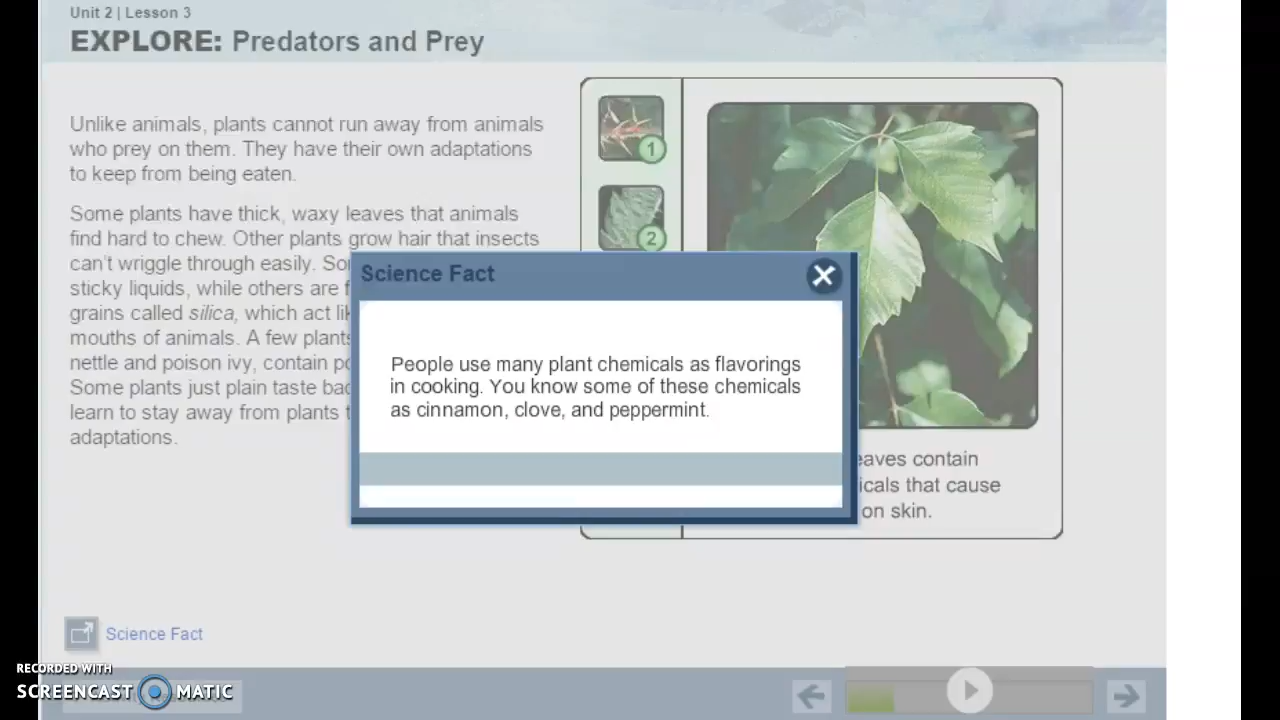 Unit 2 | Lesson 3
EXPLORE: Predators and Prey
Unlike animals, plants cannot run away from animals
who prey on them. They have their own adaptations
to keep from being eaten.
Some plants have thick, waxy leaves that animals
find hard to chew. Other plants grow hair that insects
can't wriggle through easily.
sticky liquids, while others are
grains called silica, which act
mouths of animals. A few plants
nettle and poison ivy, contain
Some plants just plain taste
learn to stay away from plants
adaptations.
1
2
Science Fact
People use many plant chemicals as flavorings
in cooking. You know some of these chemicals
as cinnamon, clove, and peppermint.
contain
that cause
on skin.
Science Fact
RECORDED WITH
SCREENCAST MATIC